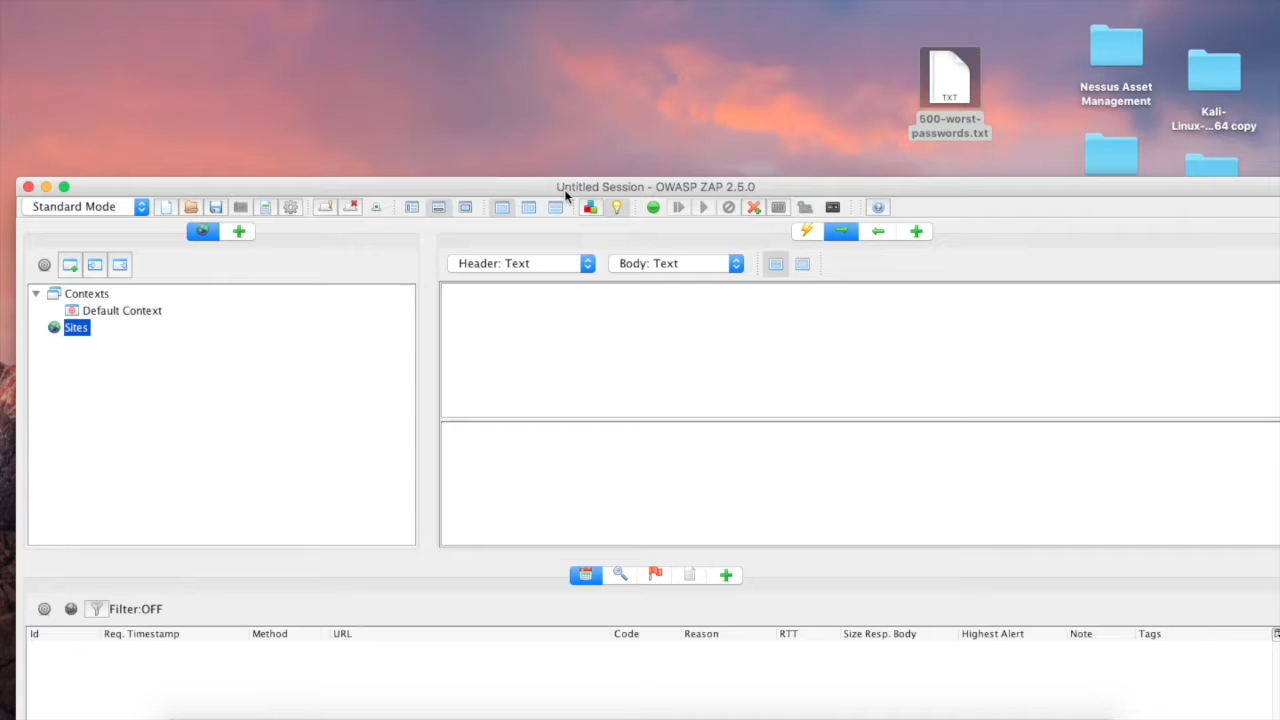 TXT
500-worst-
passwords.txt
Nessus Asset
Management
Kali-
Linux-...64 copy
Untitled Session - OWASP ZAP 2.5.0
Standard Mode
Header: Text
Body: Text
Contexts
Default Context
Sites
Filter:OFF
Id Req. Timestamp Method URL Code Reason RTT Size Resp. Body Highest Alert Note Tags